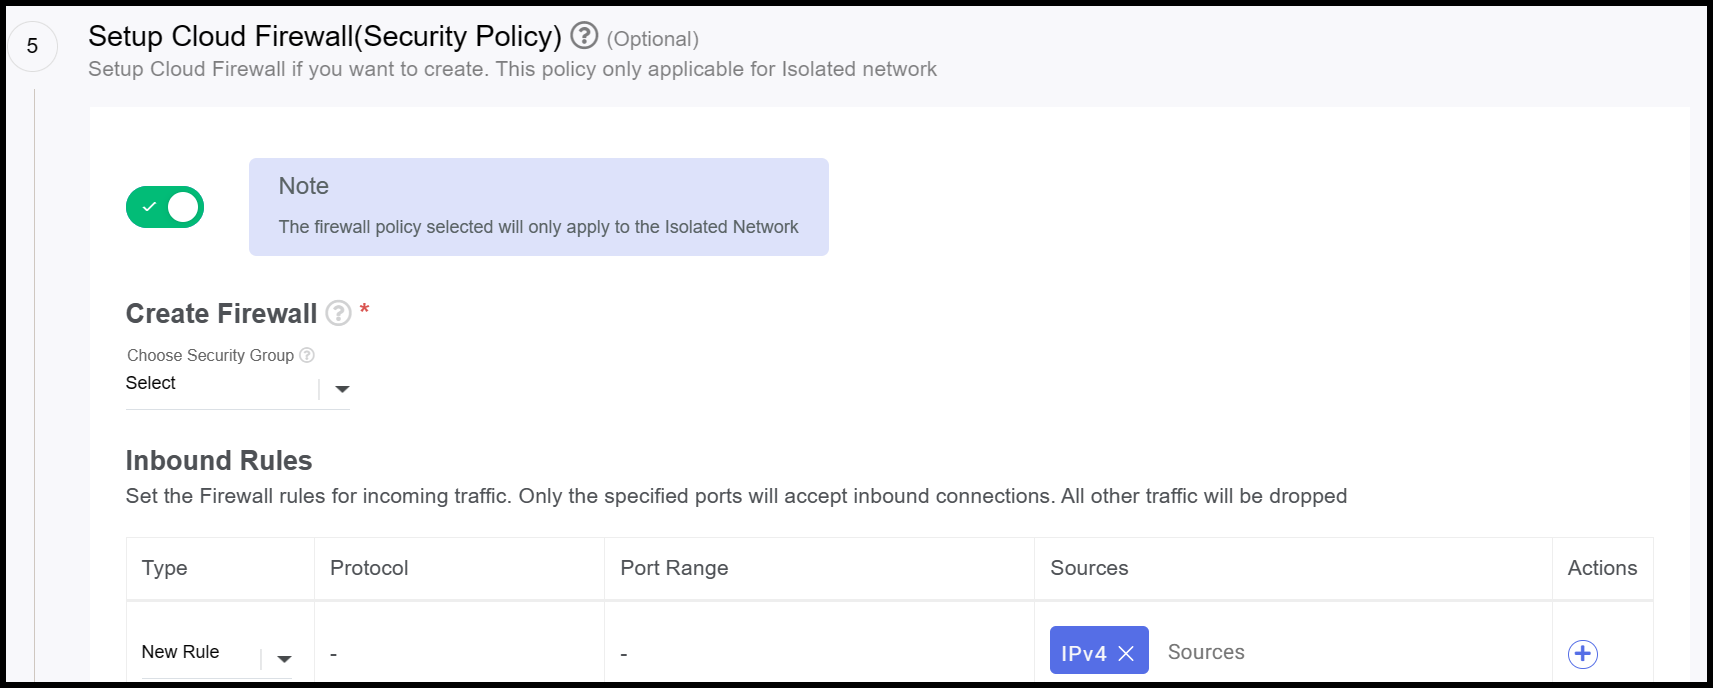 5
Setup Cloud Firewall(Security Policy) ? (Optional)
Setup Cloud Firewall if you want to create. This policy only applicable for Isolated network
Note
The firewall policy selected will only apply to the Isolated Network
Create Firewall ? *
Choose Security Group ?
Select
Inbound Rules
Set the Firewall rules for incoming traffic. Only the specified ports will accept inbound connections. All other traffic will be dropped
Type Protocol Port Range Sources Actions
New Rule - - IPv4 Sources